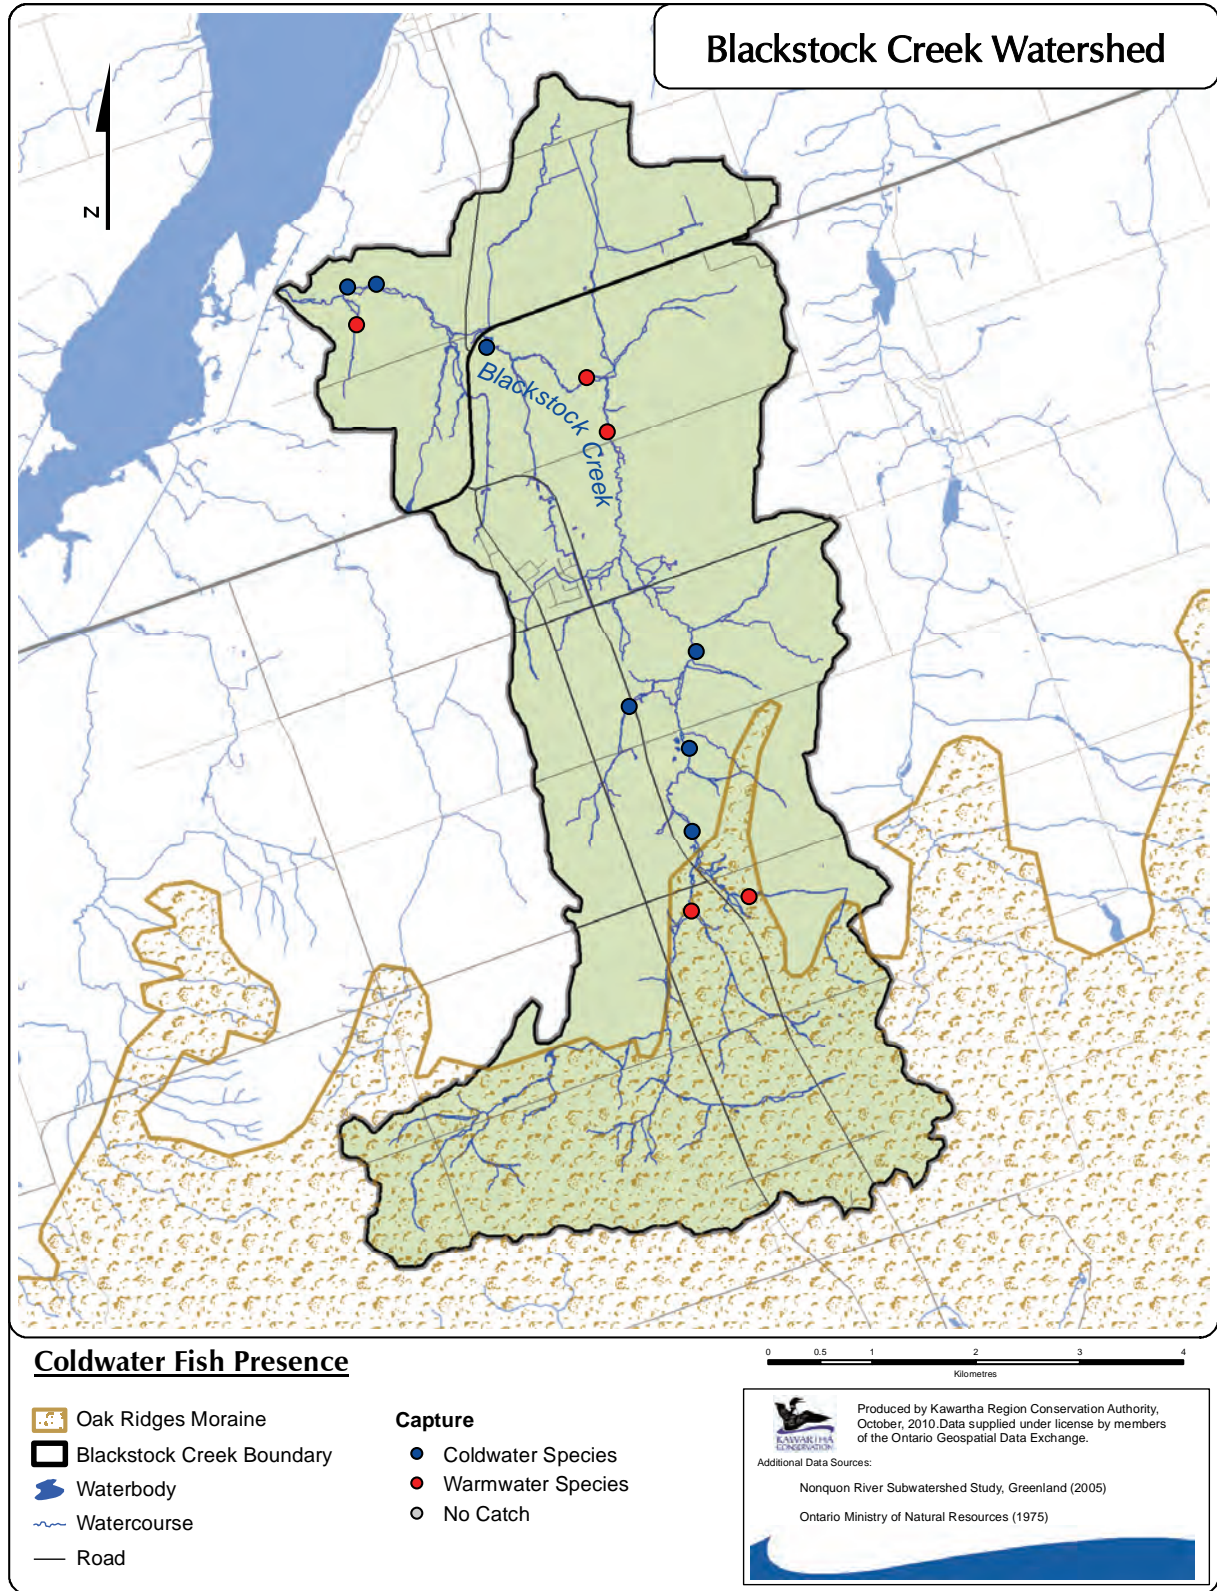 Blackstock Creek Watershed
N
Blackstock Creek
Coldwater Fish Presence
Oak Ridges Moraine
Blackstock Creek Boundary
Waterbody
Watercourse
Road
Capture
Coldwater Species
Warmwater Species
No Catch
0 0.5 1 2 3 4
Kilometres
KAWARTHA
CONSERVATION
Produced by Kawartha Region Conservation Authority,
October, 2010.Data supplied under license by members
of the Ontario Geospatial Data Exchange.
Additional Data Sources:
Nonquon River Subwatershed Study, Greenland (2005)
Ontario Ministry of Natural Resources (1975)